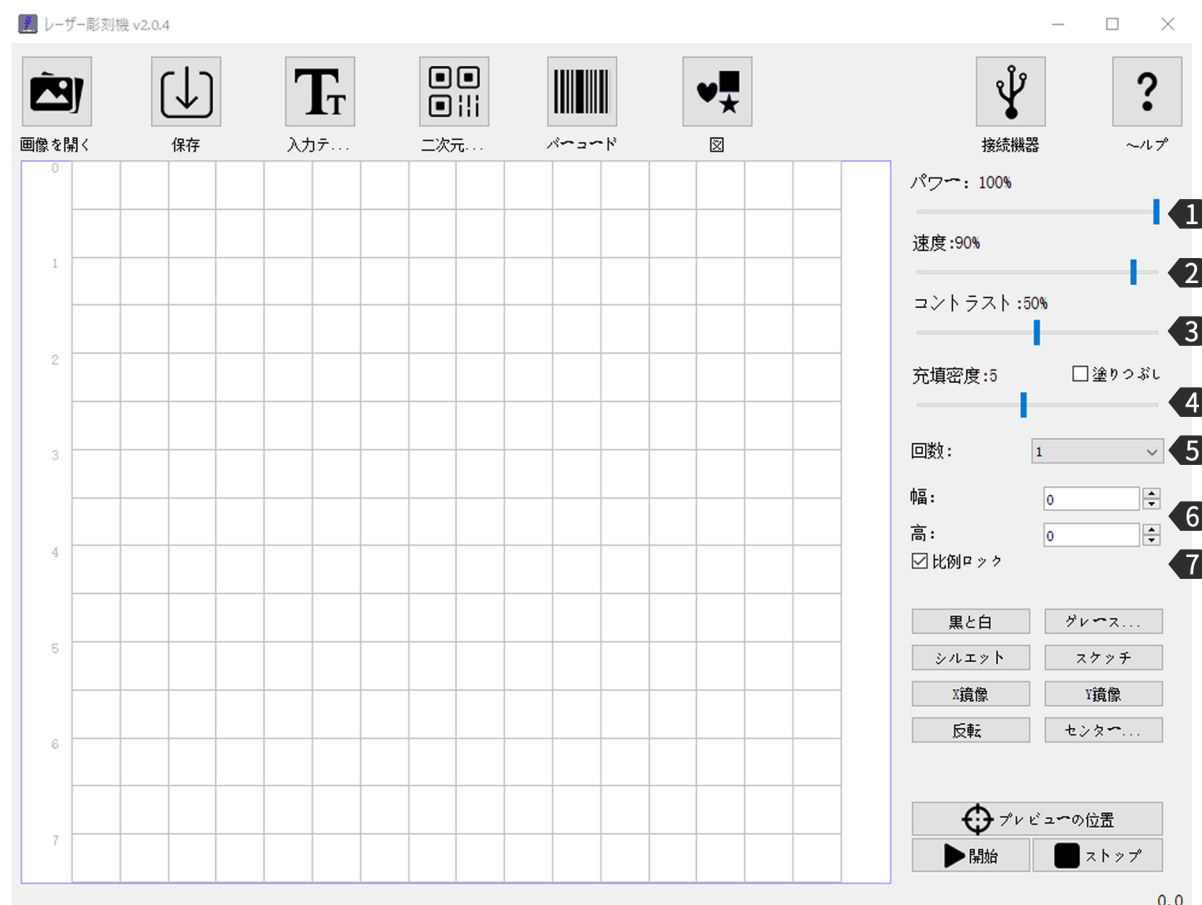 レーザー彫刻機 v2.0.4
画像を開く
保存
入力テ...
二次元...
バーコード
図
接続機器
ヘルプ
0
1
2
3
4
5
6
7
パワー: 100%
1
速度:90%
2
コントラスト:50%
3
充填密度:5
塗りつぶし
4
回数:
1
5
幅:
0
6
高:
0
比例ロック
7
黒と白
グレース...
シルエット
スケッチ
X鏡像
Y鏡像
反転
センター...
プレビューの位置
開始
ストップ
0.0